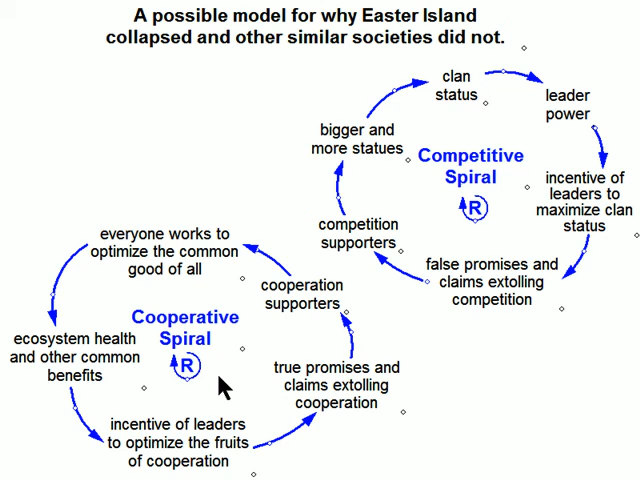 A possible model for why Easter Island
collapsed and other similar societies did not.
clan
status
leader
power
incentive of
leaders to
maximize clan
status
false promises and
claims extolling
competition
competition
supporters
bigger and
more statues
Competitive
Spiral
R
everyone works to
optimize the common
good of all
ecosystem health
and other common
benefits
incentive of leaders
to optimize the fruits
of cooperation
true promises and
claims extolling
cooperation
cooperation
supporters
Cooperative
Spiral
R